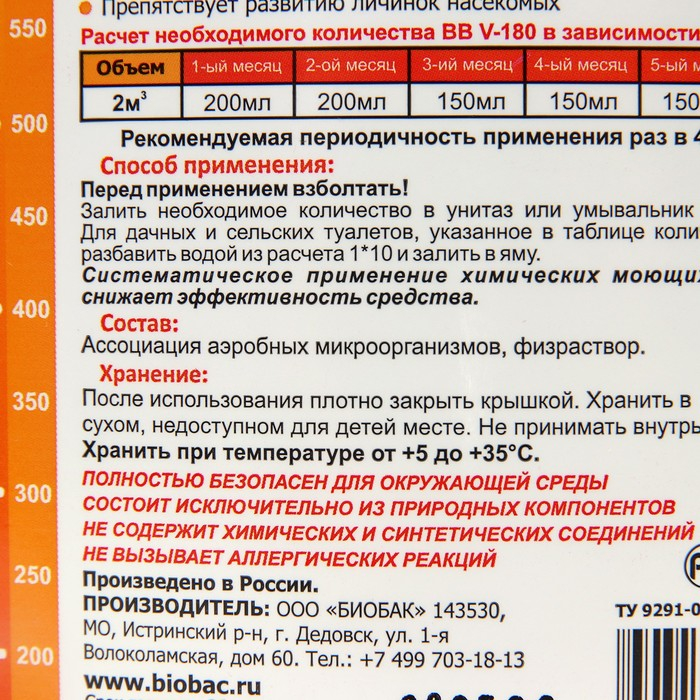 550
500
450
400
350
300
250
200
Препятствует развитию личинок насекомых
Расчет необходимого количества ВВ V-180 в зависимости
Объем 1-ый месяц 2-ой месяц 3-ий месяц 4-ый месяц 5-ый м
2м³ 200мл 200мл 150мл 150мл 150
Рекомендуемая периодичность применения раз в 4
Способ применения:
Перед применением взболтать!
Залить необходимое количество в унитаз или умывальник
Для дачных и сельских туалетов, указанное в таблице коли
разбавить водой из расчета 1*10 и залить в яму.
Систематическое применение химических моющи
снижает эффективность средства.
Состав:
Ассоциация аэробных микроорганизмов, физраствор.
Хранение:
После использования плотно закрыть крышкой. Хранить в
сухом, недоступном для детей месте. Не принимать внутрь
Хранить при температуре от +5 до +35°С.
ПОЛНОСТЬЮ БЕЗОПАСЕН ДЛЯ ОКРУЖАЮЩЕЙ СРЕДЫ
СОСТОИТ ИСКЛЮЧИТЕЛЬНО ИЗ ПРИРОДНЫХ КОМПОНЕНТОВ
НЕ СОДЕРЖИТ ХИМИЧЕСКИХ И СИНТЕТИЧЕСКИХ СОЕДИНЕНИЙ
НЕ ВЫЗЫВАЕТ АЛЛЕРГИЧЕСКИХ РЕАКЦИЙ
Произведено в России.
ПРОИЗВОДИТЕЛЬ: ООО «БИОБАК» 143530,
МО, Истринский р-н, г. Дедовск, ул. 1-я
Волоколамская, дом 60. Тел.: +7 499 703-18-13
www.biobac.ru
ТУ 9291-0